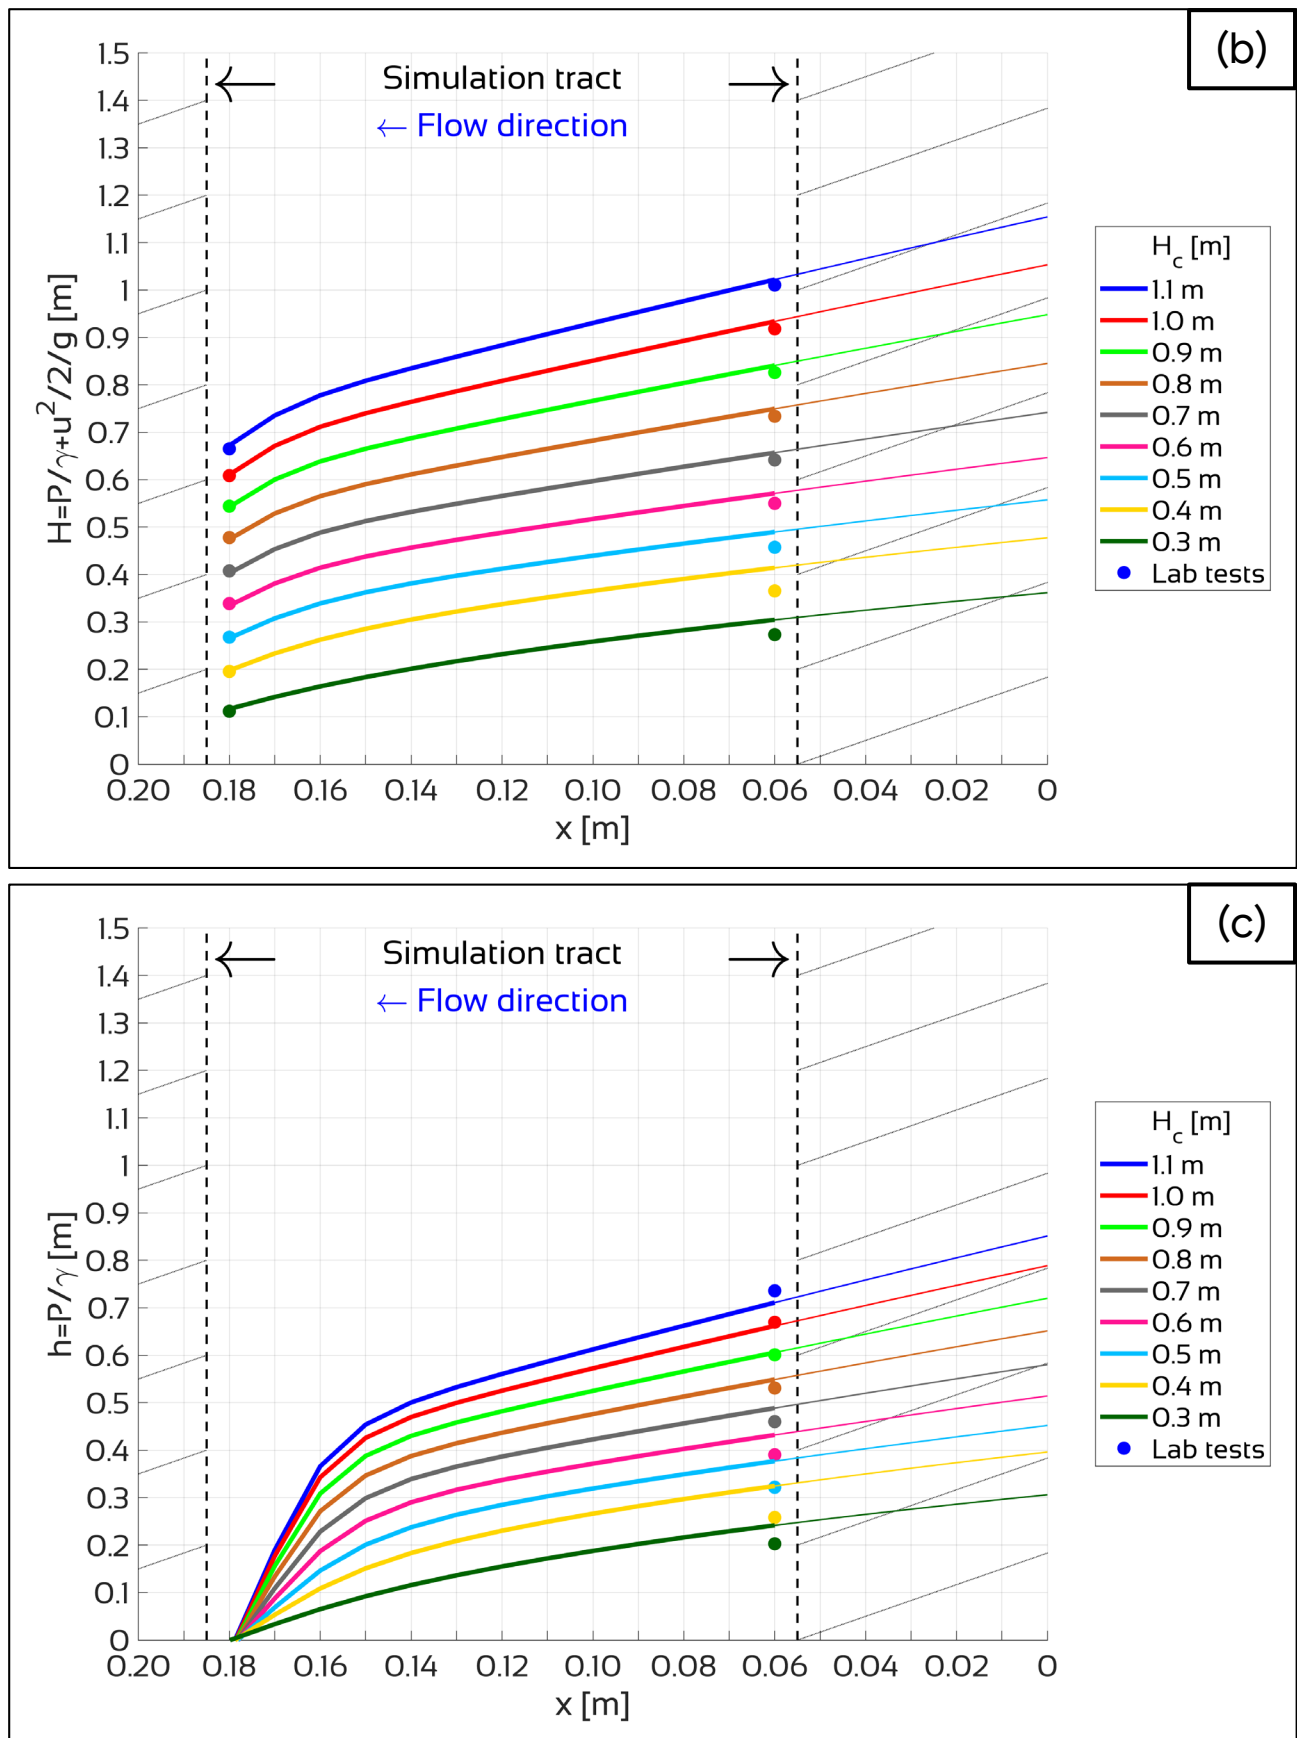 (b)
1.5
1.4
1.3
1.2
1.1
1
0.9
0.8
0.7
0.6
0.5
0.4
0.3
0.2
0.1
0
H=P/γ+u²/2/g [m]
Simulation tract
← Flow direction
0.20 0.18 0.16 0.14 0.12 0.10 0.08 0.06 0.04 0.02 0
x [m]
H_c [m]
1.1 m
1.0 m
0.9 m
0.8 m
0.7 m
0.6 m
0.5 m
0.4 m
0.3 m
Lab tests
(c)
1.5
1.4
1.3
1.2
1.1
1
0.9
0.8
0.7
0.6
0.5
0.4
0.3
0.2
0.1
0
h=P/γ [m]
Simulation tract
← Flow direction
0.20 0.18 0.16 0.14 0.12 0.10 0.08 0.06 0.04 0.02 0
x [m]
H_c [m]
1.1 m
1.0 m
0.9 m
0.8 m
0.7 m
0.6 m
0.5 m
0.4 m
0.3 m
Lab tests